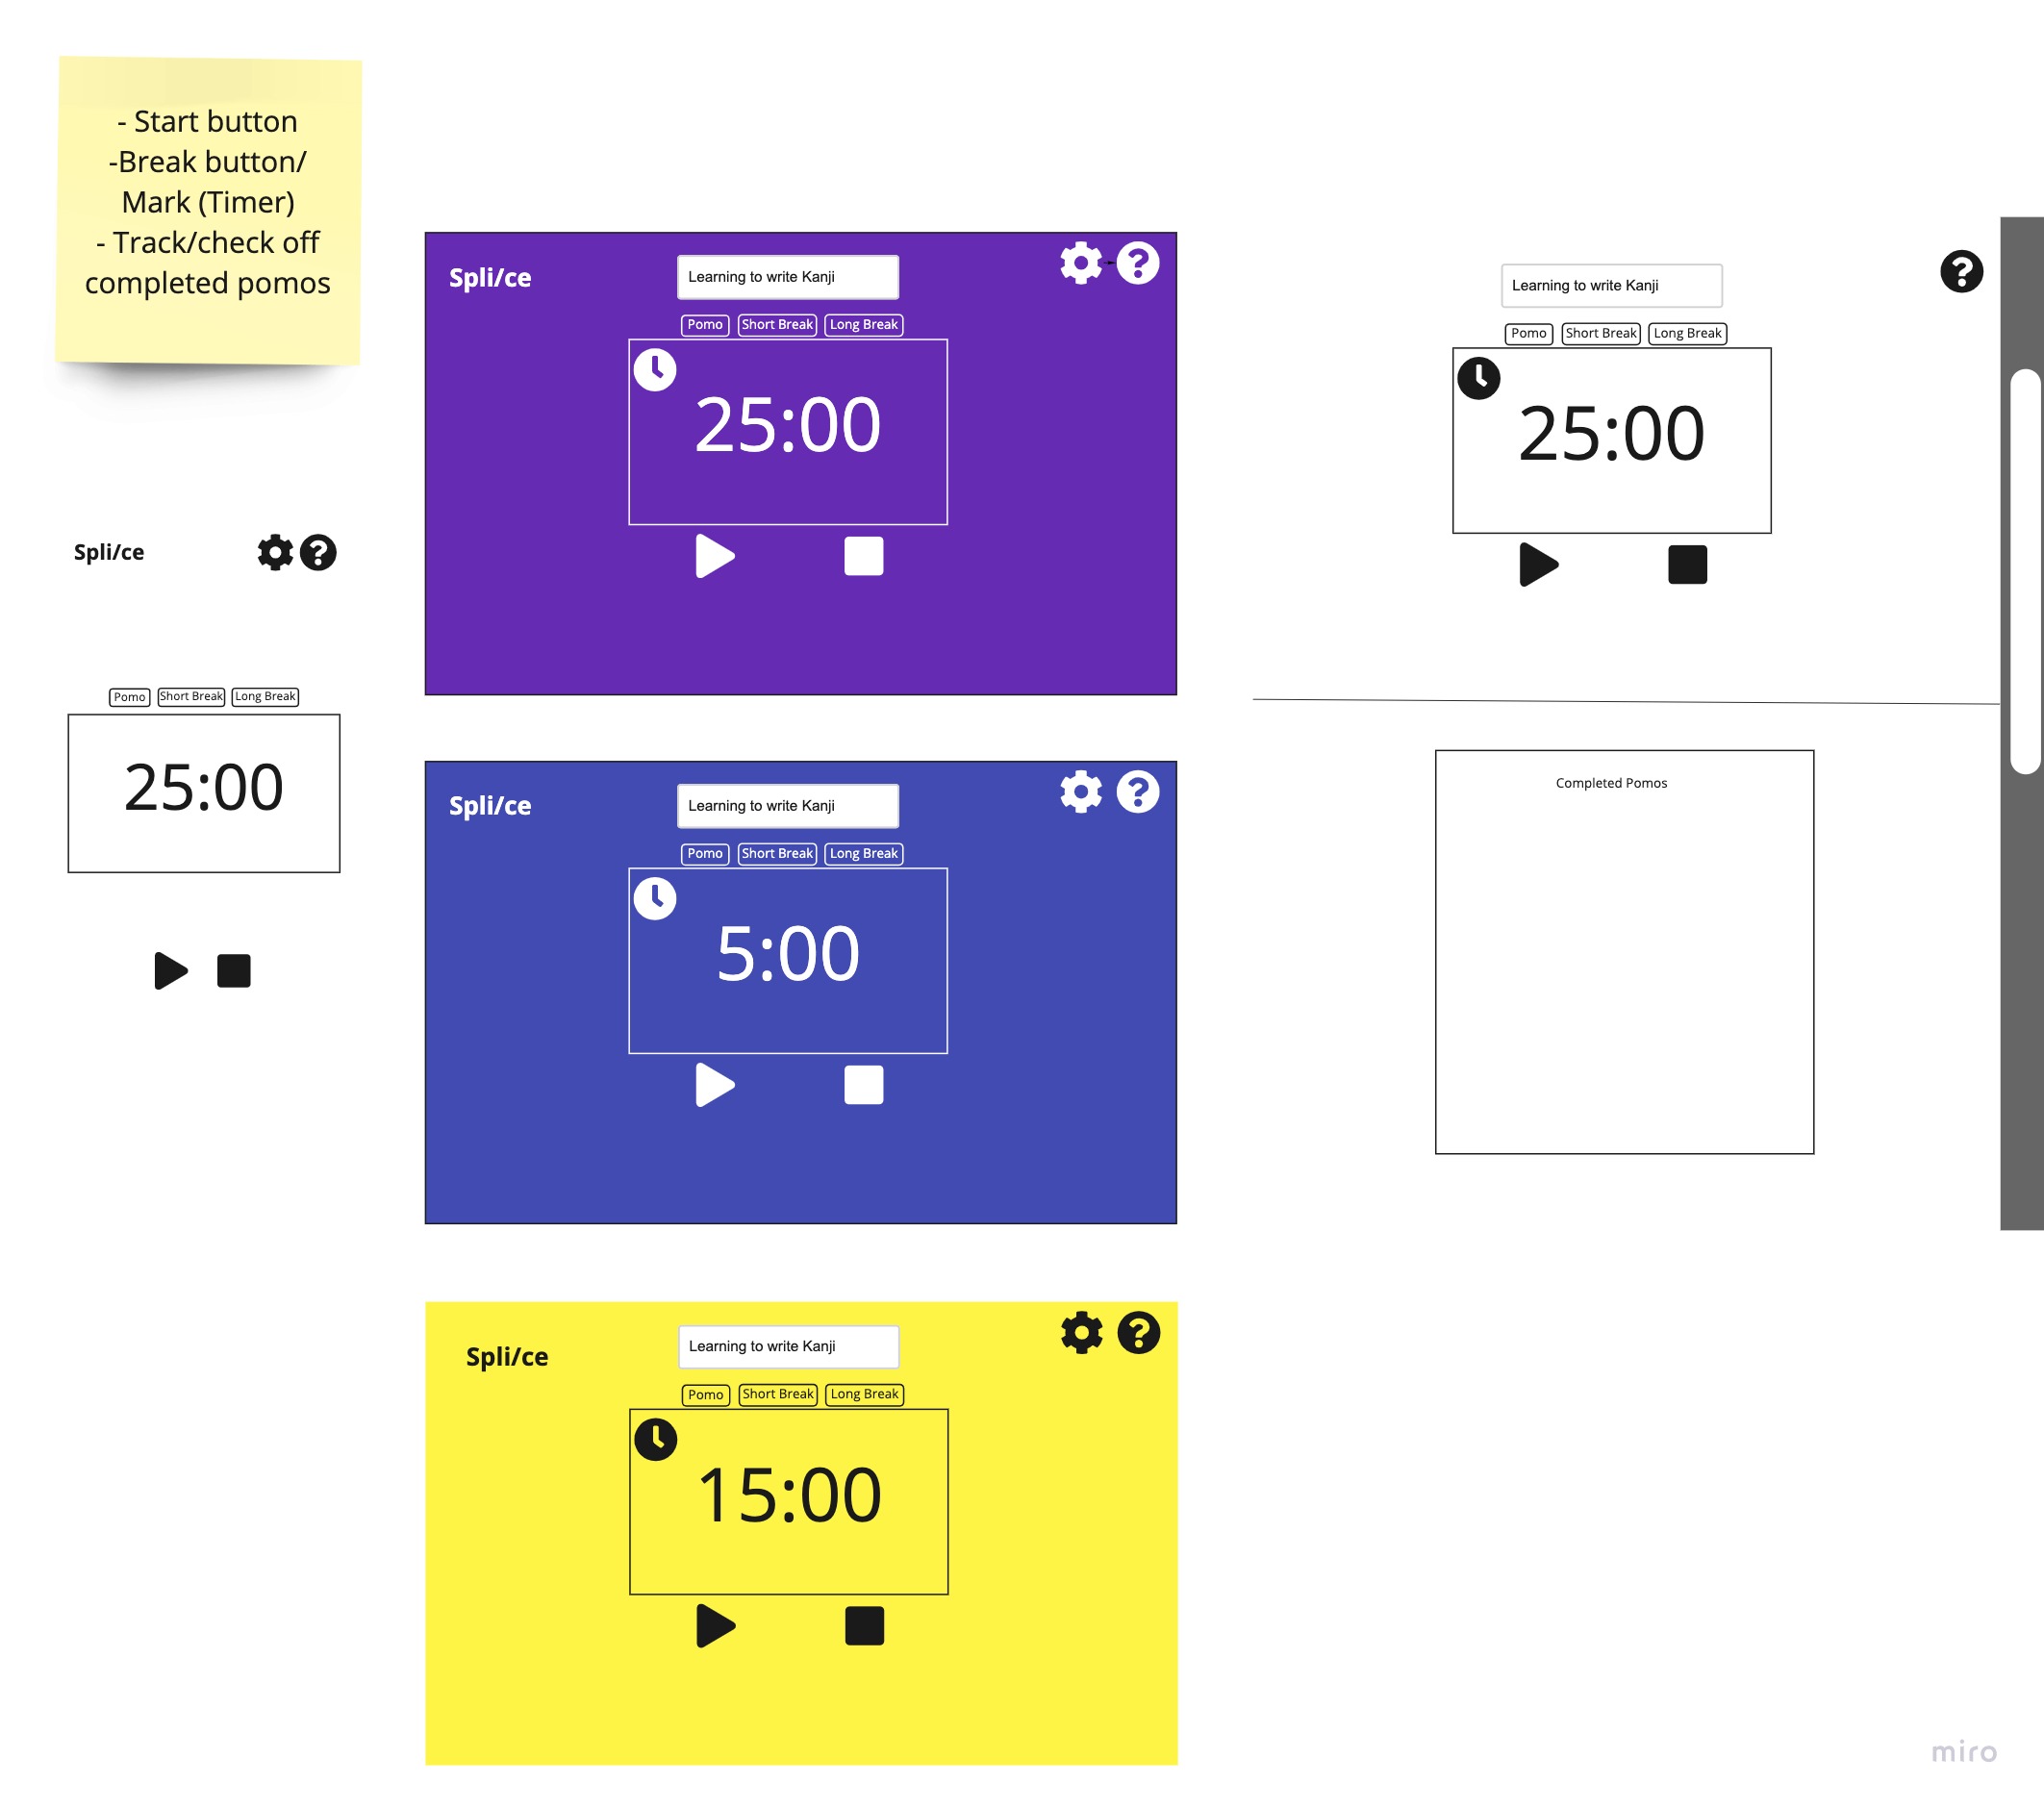 - Start button
-Break button/
Mark (Timer)
- Track/check off
completed pomos
Spli/ce
Pomo Short Break Long Break
25:00
Spli/ce
Learning to write Kanji
Pomo Short Break Long Break
25:00
Spli/ce
Learning to write Kanji
Pomo Short Break Long Break
5:00
Spli/ce
Learning to write Kanji
Pomo Short Break Long Break
15:00
Learning to write Kanji
Pomo Short Break Long Break
25:00
Completed Pomos
miro